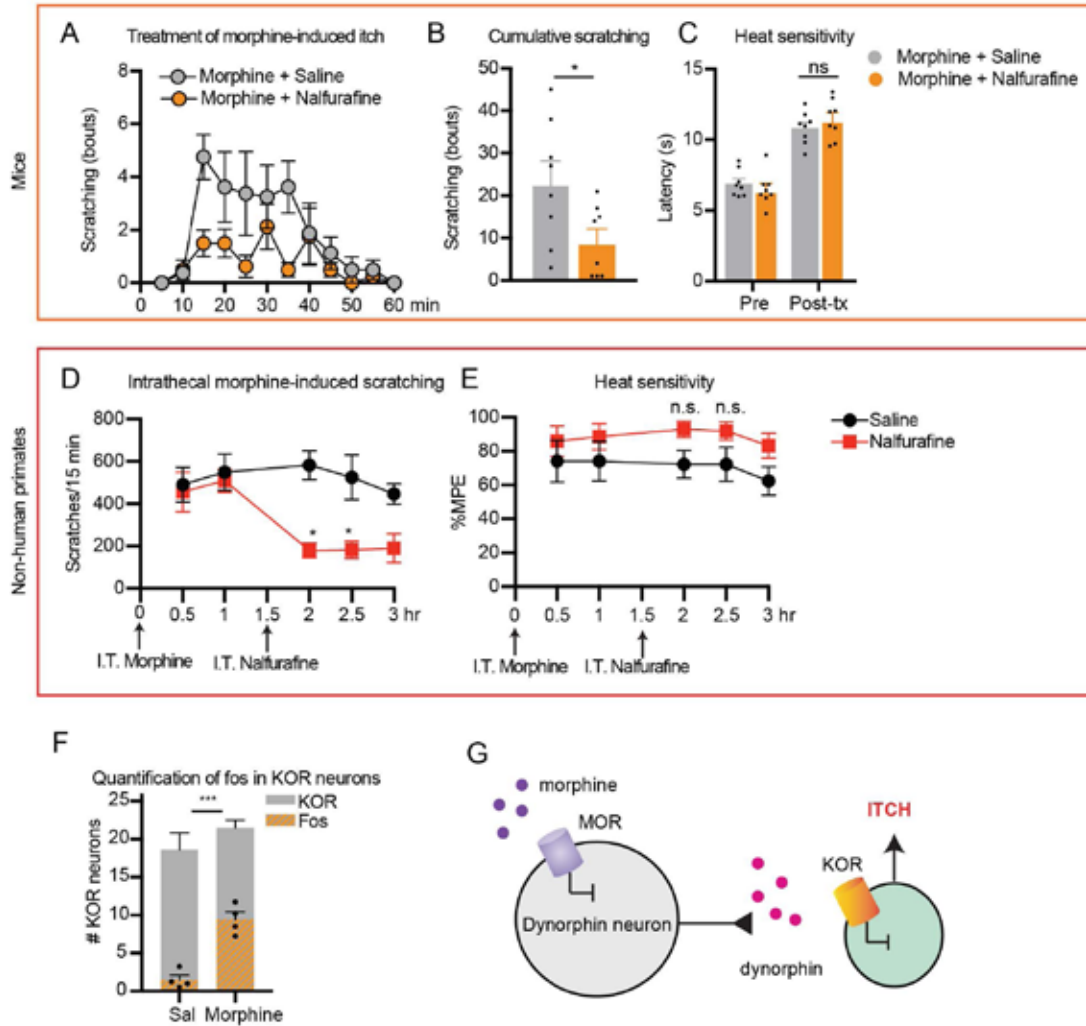 A Treatment of morphine-induced itch
Morphine + Saline
Morphine + Nalfurafine
Scratching (bouts)
8
6
4
2
0
0 10 20 30 40 50 60 min
B Cumulative scratching
*
Scratching (bouts)
50
40
30
20
10
0
C Heat sensitivity
Morphine + Saline
Morphine + Nalfurafine
ns
Latency (s)
15
10
5
0
Pre Post-tx
Mice
D Intrathecal morphine-induced scratching
Scratches/15 min
800
600
400
200
0
* *
0 0.5 1 1.5 2 2.5 3 hr
I.T. Morphine I.T. Nalfurafine
E Heat sensitivity
n.s. n.s.
Saline
Nalfurafine
%MPE
100
80
60
40
20
0
0 0.5 1 1.5 2 2.5 3 hr
I.T. Morphine I.T. Nalfurafine
Non-human primates
F
Quantification of fos in KOR neurons
***
KOR
Fos
# KOR neurons
25
20
15
10
5
0
Sal Morphine
G
morphine
MOR
Dynorphin neuron
dynorphin
ITCH
KOR